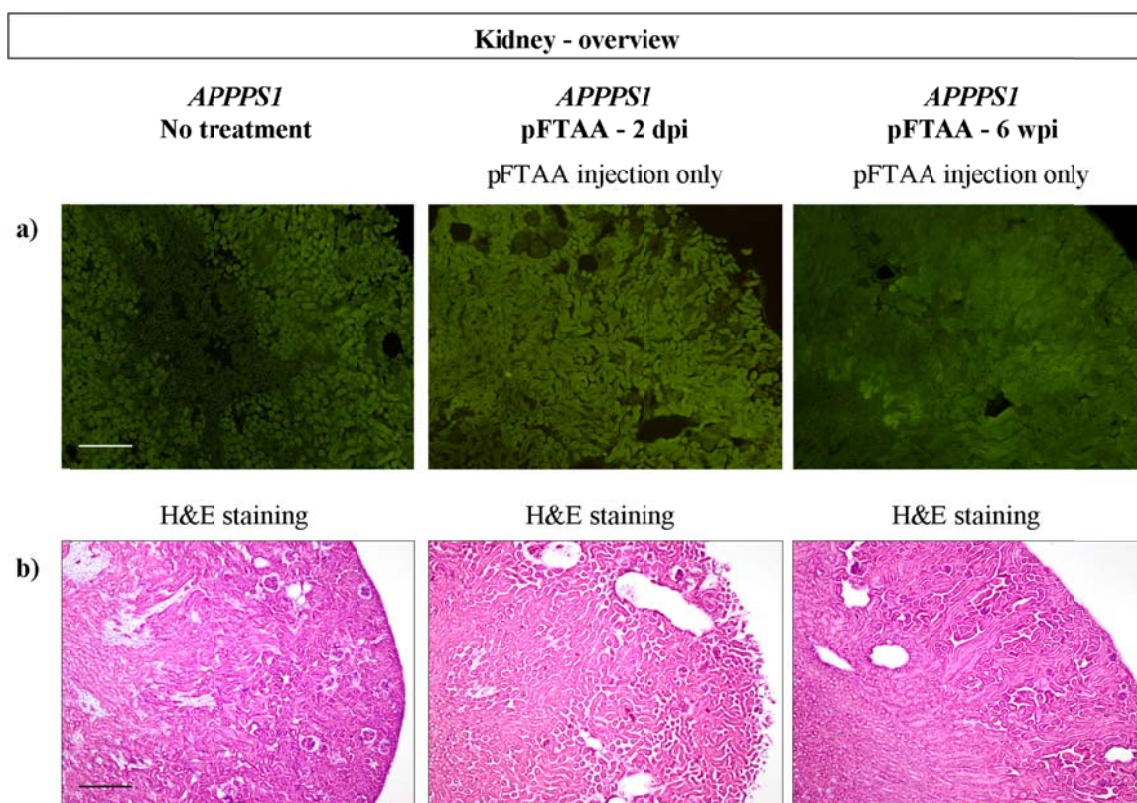 Kidney - overview
APPPS1
No treatment
APPPS1
pFTAA - 2 dpi
pFTAA injection only
APPPS1
pFTAA - 6 wpi
pFTAA injection only
a)
H&E staining
H&E staining
H&E staining
b)